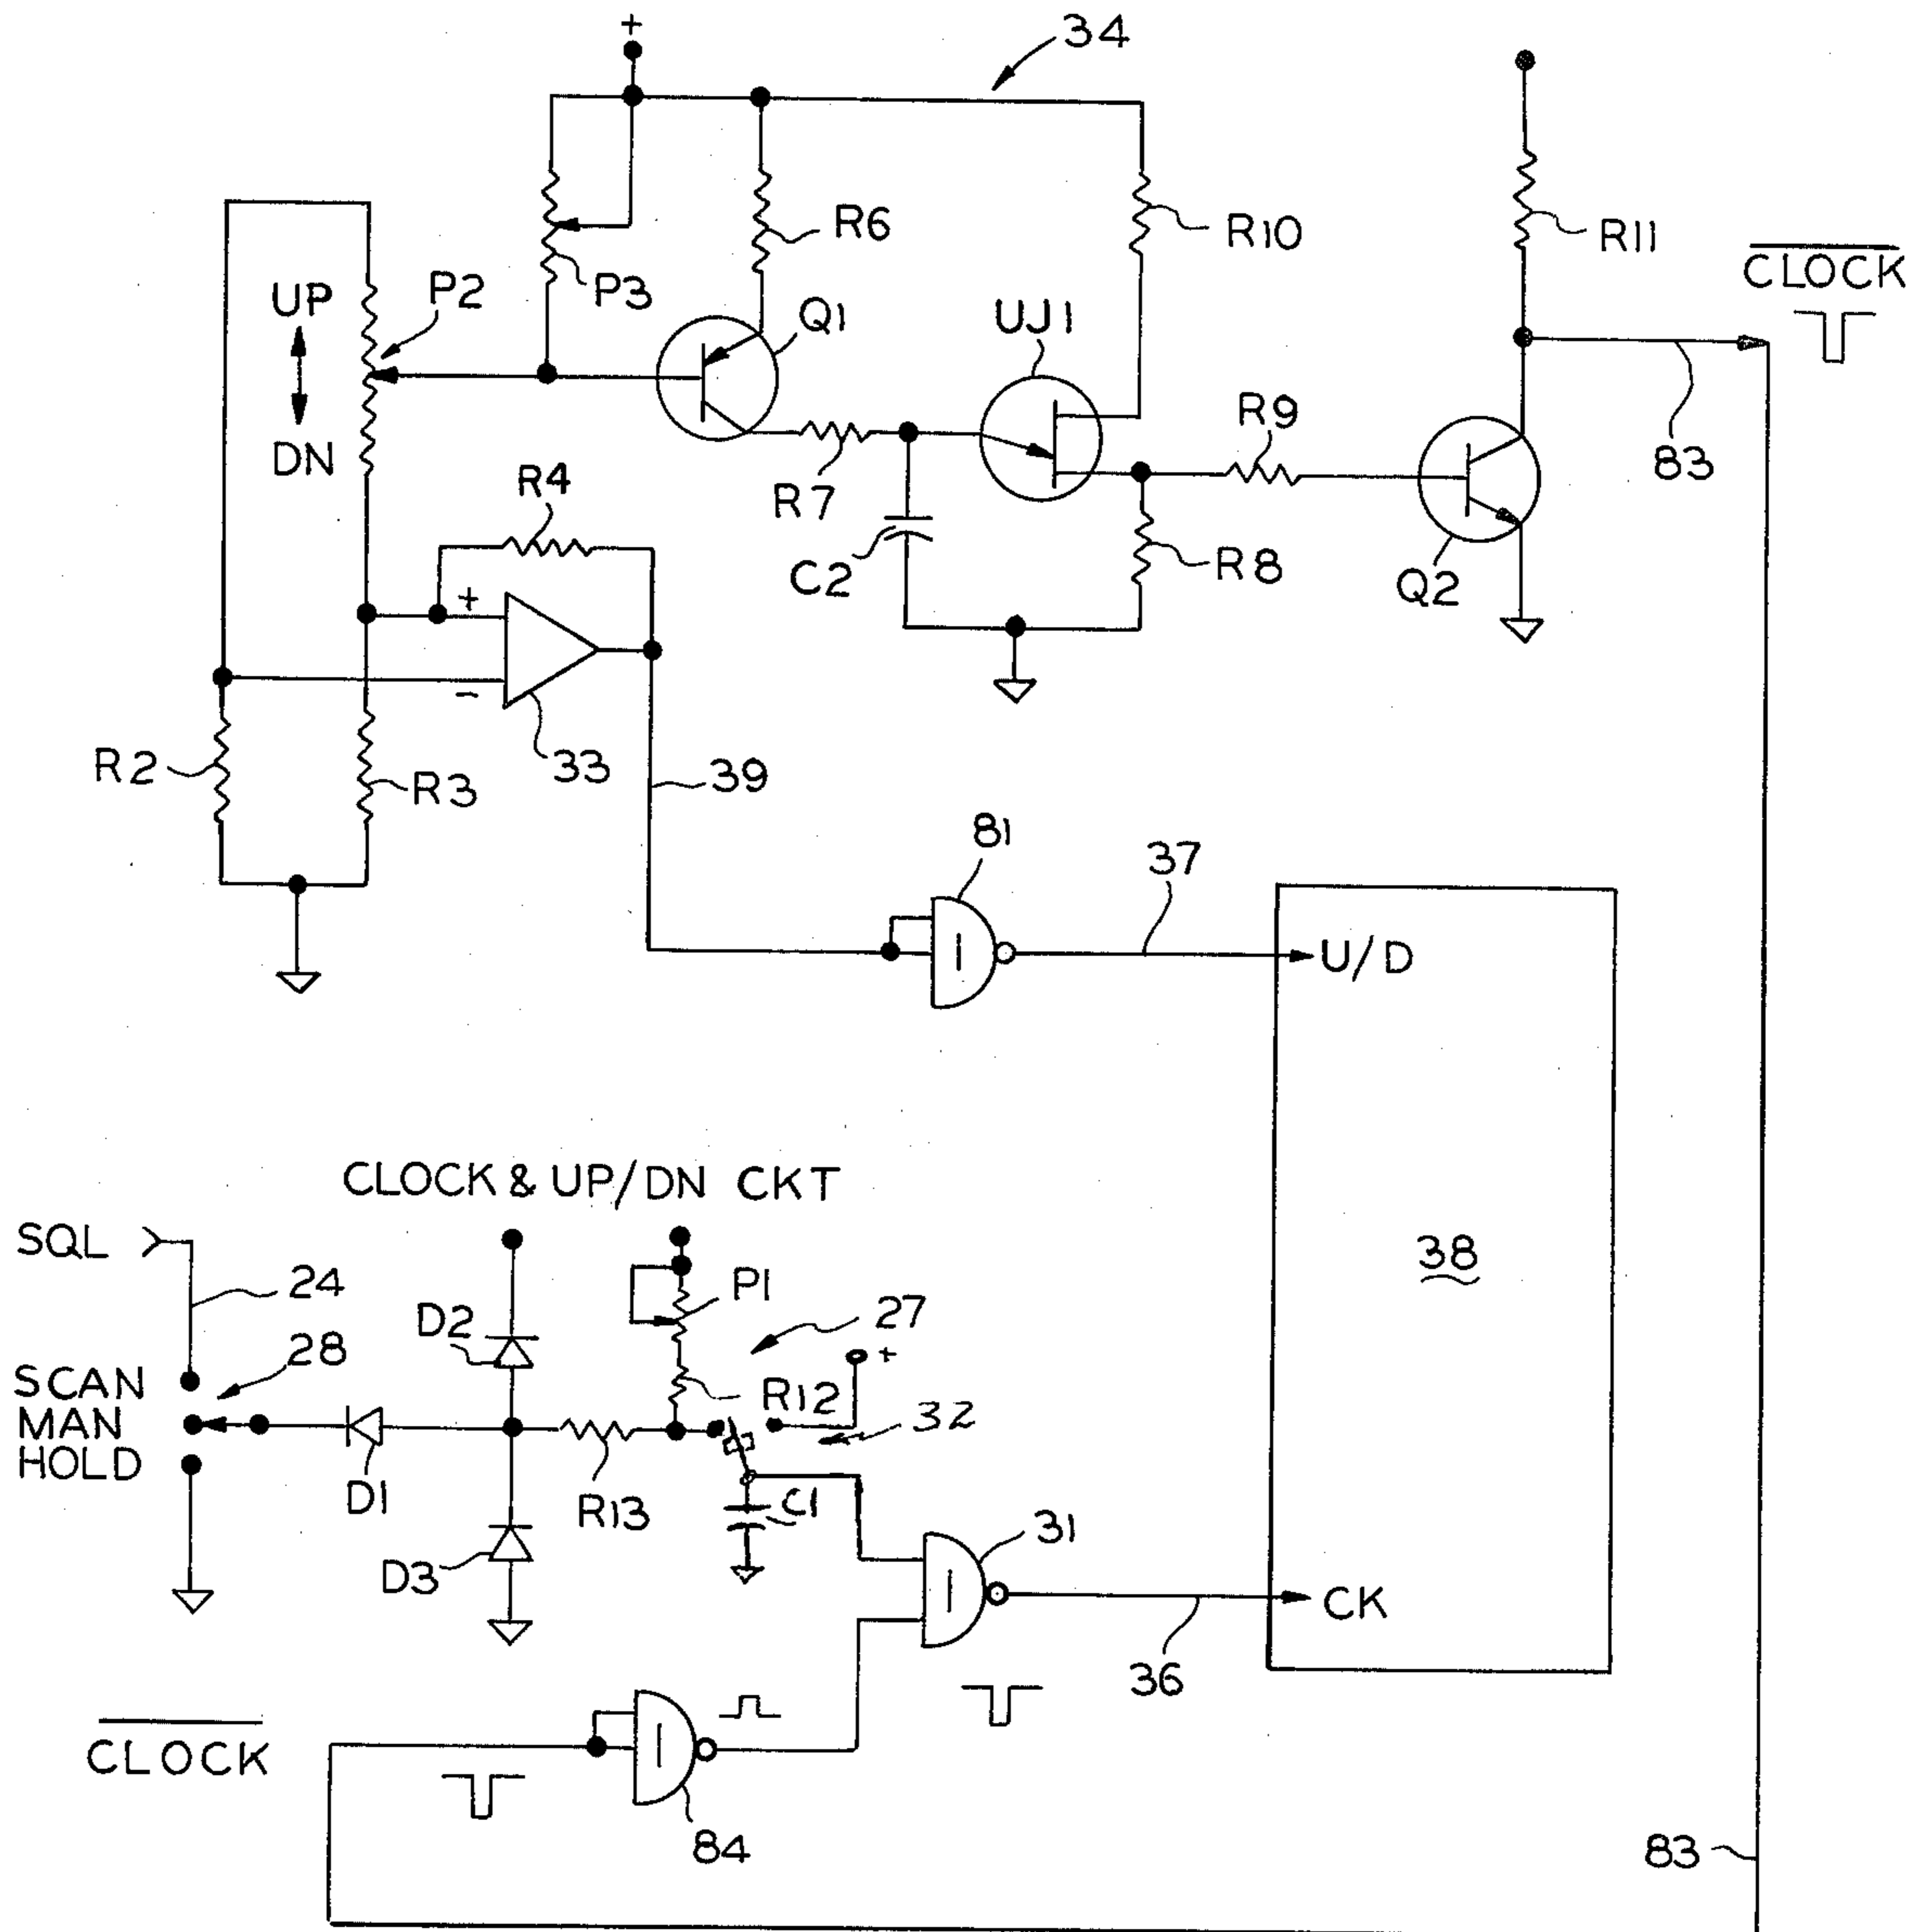 +
34
R6
R10
R11
CLOCK
P3
UP
P2
Q1
UJ1
DN
R4
R7
R9
83
C2
R8
Q2
+
-
R2
R3
33
39
81
37
U/D
CLOCK & UP/DN CKT
SQL
24
P1
27
38
D2
28
+
SCAN
MAN
HOLD
R12
32
D1
R13
C1
31
D3
CK
36
CLOCK
84
83